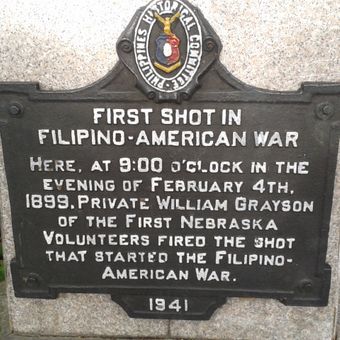 PHILIPPINES HISTORICAL COMMITTEE
FIRST SHOT IN
FILIPINO-AMERICAN WAR
HERE, AT 9:00 O'CLOCK IN THE
EVENING OF FEBRUARY 4TH,
1899, PRIVATE WILLIAM GRAYSON
OF THE FIRST NEBRASKA
VOLUNTEERS FIRED THE SHOT
THAT STARTED THE FILIPINO-
AMERICAN WAR.
1941